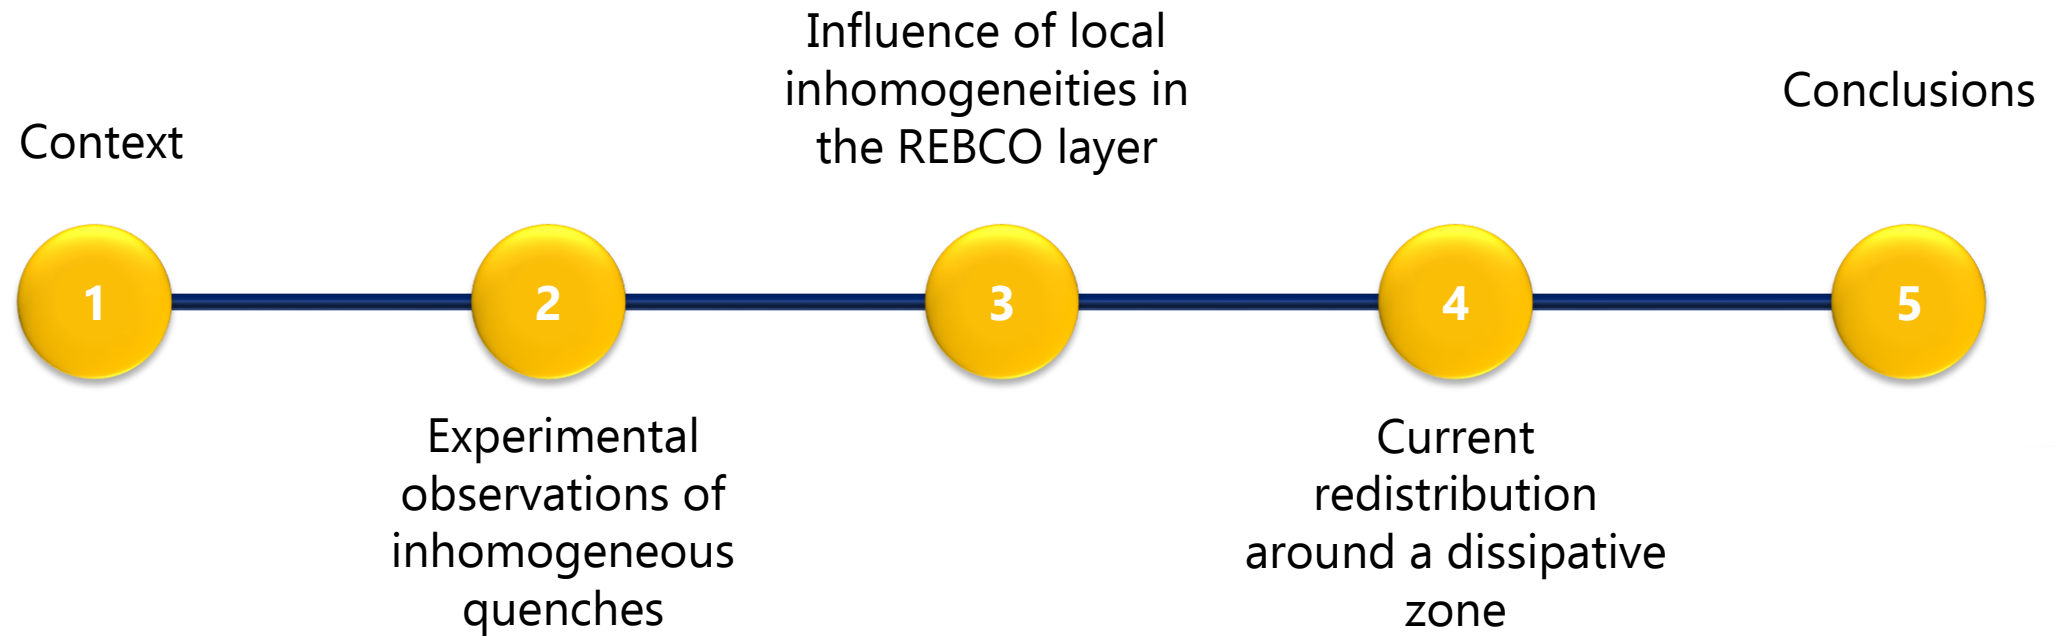 Context
1
2
Experimental
observations of
inhomogeneous
quenches
Influence of local
inhomogeneities in
the REBCO layer
3
4
Current
redistribution
around a dissipative
zone
Conclusions
5